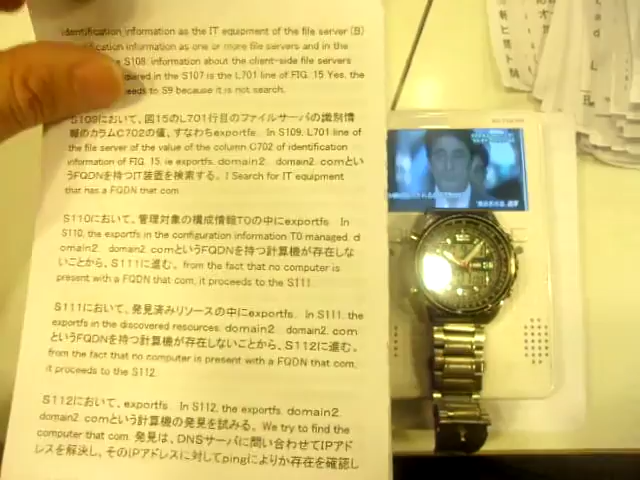 identification information as the IT equipment of the file server (B)
fication information as one or more file servers and in the
S108. information about the client-side file servers
uired in the S107 is the L701 line of FIG. 15 Yes, the
eeds to S9 because it is not search.
S109において、図15のL701行目のファイルサーバの識別情
報のカラムC702の値、すなわちexportfs. In S109, L701 line of
the file server of the value of the column C702 of identification
information of FIG. 15, ie exportfs. domain2. domain2. comとい
うFQDNを持つIT装置を検索する。 ! Search for IT equipment
that has a FQDN that com.
S110において、管理対象の構成情報T0の中にexportfs. In
S110, the exportfs in the configuration information T0 managed. d
omain2. domain2. comというFQDNを持つ計算機が存在しな
いことから、S111に進む。 from the fact that no computer is
present with a FQDN that com, it proceeds to the S111.
S111において、発見済みリソースの中にexportfs. In S111, the
exportfs in the discovered resources. domain2. domain2. com
というFQDNを持つ計算機が存在しないことから、S112に進む。
from the fact that no computer is present with a FQDN that com,
it proceeds to the S112.
S112において、exportfs. In S112, the exportfs. domain2.
domain2. comという計算機の発見を試みる。 We try to find the
computer that com. 発見は、DNSサーバに問い合わせてIPアド
レスを解決し、そのIPアドレスに対してpingによりか存在を確認し